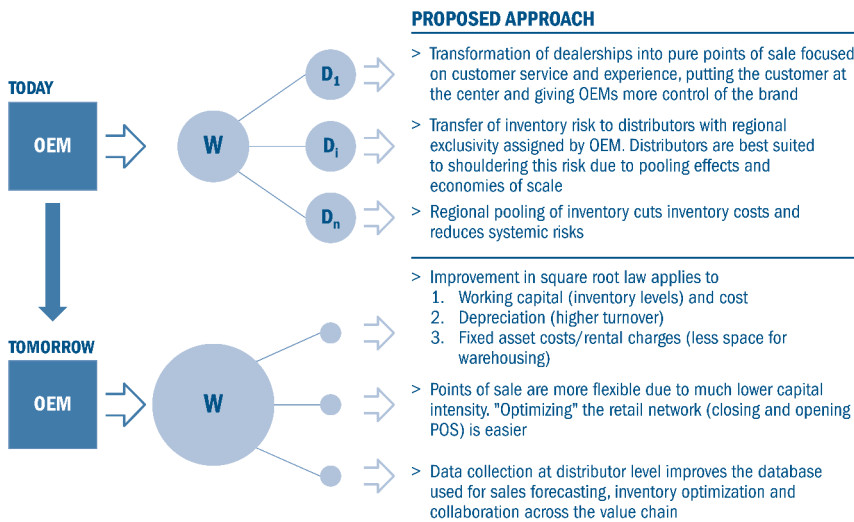 PROPOSED APPROACH
TODAY
OEM
W
D1
Di
Dn
> Transformation of dealerships into pure points of sale focused
on customer service and experience, putting the customer at
the center and giving OEMs more control of the brand
> Transfer of inventory risk to distributors with regional
exclusivity assigned by OEM. Distributors are best suited
to shouldering this risk due to pooling effects and
economies of scale
> Regional pooling of inventory cuts inventory costs and
reduces systemic risks
TOMORROW
OEM
W
> Improvement in square root law applies to
1. Working capital (inventory levels) and cost
2. Depreciation (higher turnover)
3. Fixed asset costs/rental charges (less space for
warehousing)
> Points of sale are more flexible due to much lower capital
intensity. "Optimizing" the retail network (closing and opening
POS) is easier
> Data collection at distributor level improves the database
used for sales forecasting, inventory optimization and
collaboration across the value chain